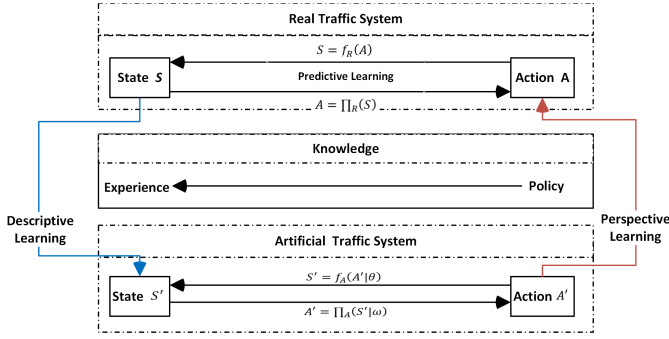 Real Traffic System
S = f_R(A)
State S
Predictive Learning
Action A
A = ∏_R(S)
Knowledge
Experience
Policy
Descriptive
Learning
Perspective
Learning
Artificial Traffic System
S′ = f_A(A′|θ)
State S′
Action A′
A′ = ∏_A(S′|ω)